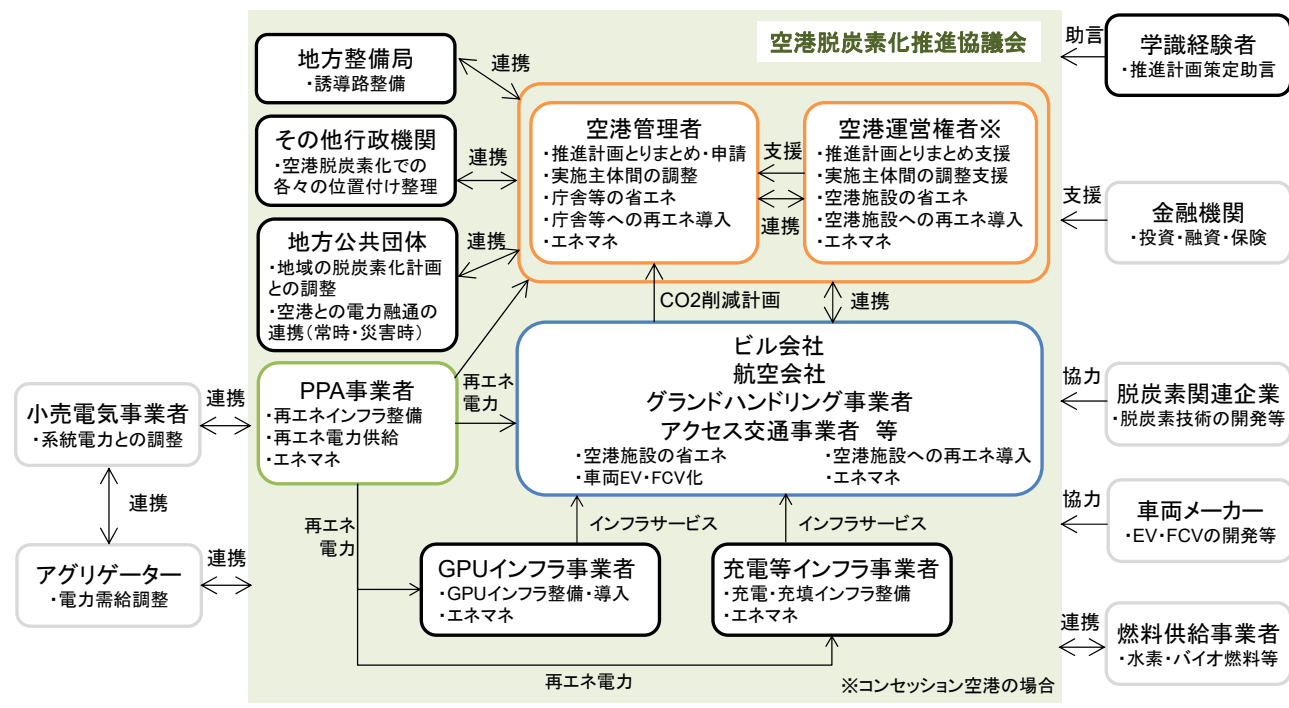 空港脱炭素化推進協議会
地方整備局
・誘導路整備
連携
その他行政機関
・空港脱炭素化での
各々の位置付け整理
連携
地方公共団体
・地域の脱炭素化計画
との調整
・空港との電力融通の
連携（常時・災害時）
連携
空港管理者
・推進計画とりまとめ・申請
・実施主体間の調整
・庁舎等の省エネ
・庁舎等への再エネ導入
・エネマネ
支援
連携
空港運営権者※
・推進計画とりまとめ支援
・実施主体間の調整支援
・空港施設の省エネ
・空港施設への再エネ導入
・エネマネ
助言
学識経験者
・推進計画策定助言
支援
金融機関
・投資・融資・保険
CO2削減計画
連携
PPA事業者
・再エネインフラ整備
・再エネ電力供給
・エネマネ
再エネ
電力
ビル会社
航空会社
グランドハンドリング事業者
アクセス交通事業者 等
・空港施設の省エネ
・車両EV・FCV化
・空港施設への再エネ導入
・エネマネ
小売電気事業者
・系統電力との調整
連携
連携
アグリゲーター
・電力需給調整
連携
協力
脱炭素関連企業
・脱炭素技術の開発等
協力
車両メーカー
・EV・FCVの開発等
連携
燃料供給事業者
・水素・バイオ燃料等
再エネ
電力
インフラサービス
インフラサービス
GPUインフラ事業者
・GPUインフラ整備・導入
・エネマネ
充電等インフラ事業者
・充電・充填インフラ整備
・エネマネ
再エネ電力
※コンセッション空港の場合